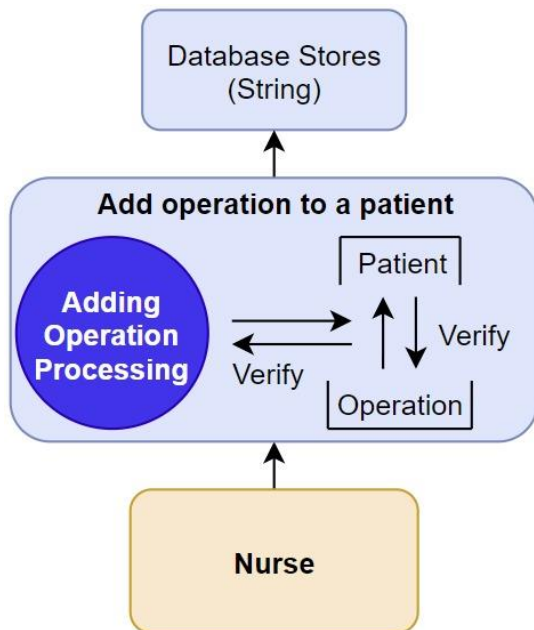 Database Stores
(String)
Add operation to a patient
Adding
Operation
Processing
Verify
Patient
Verify
Operation
Nurse